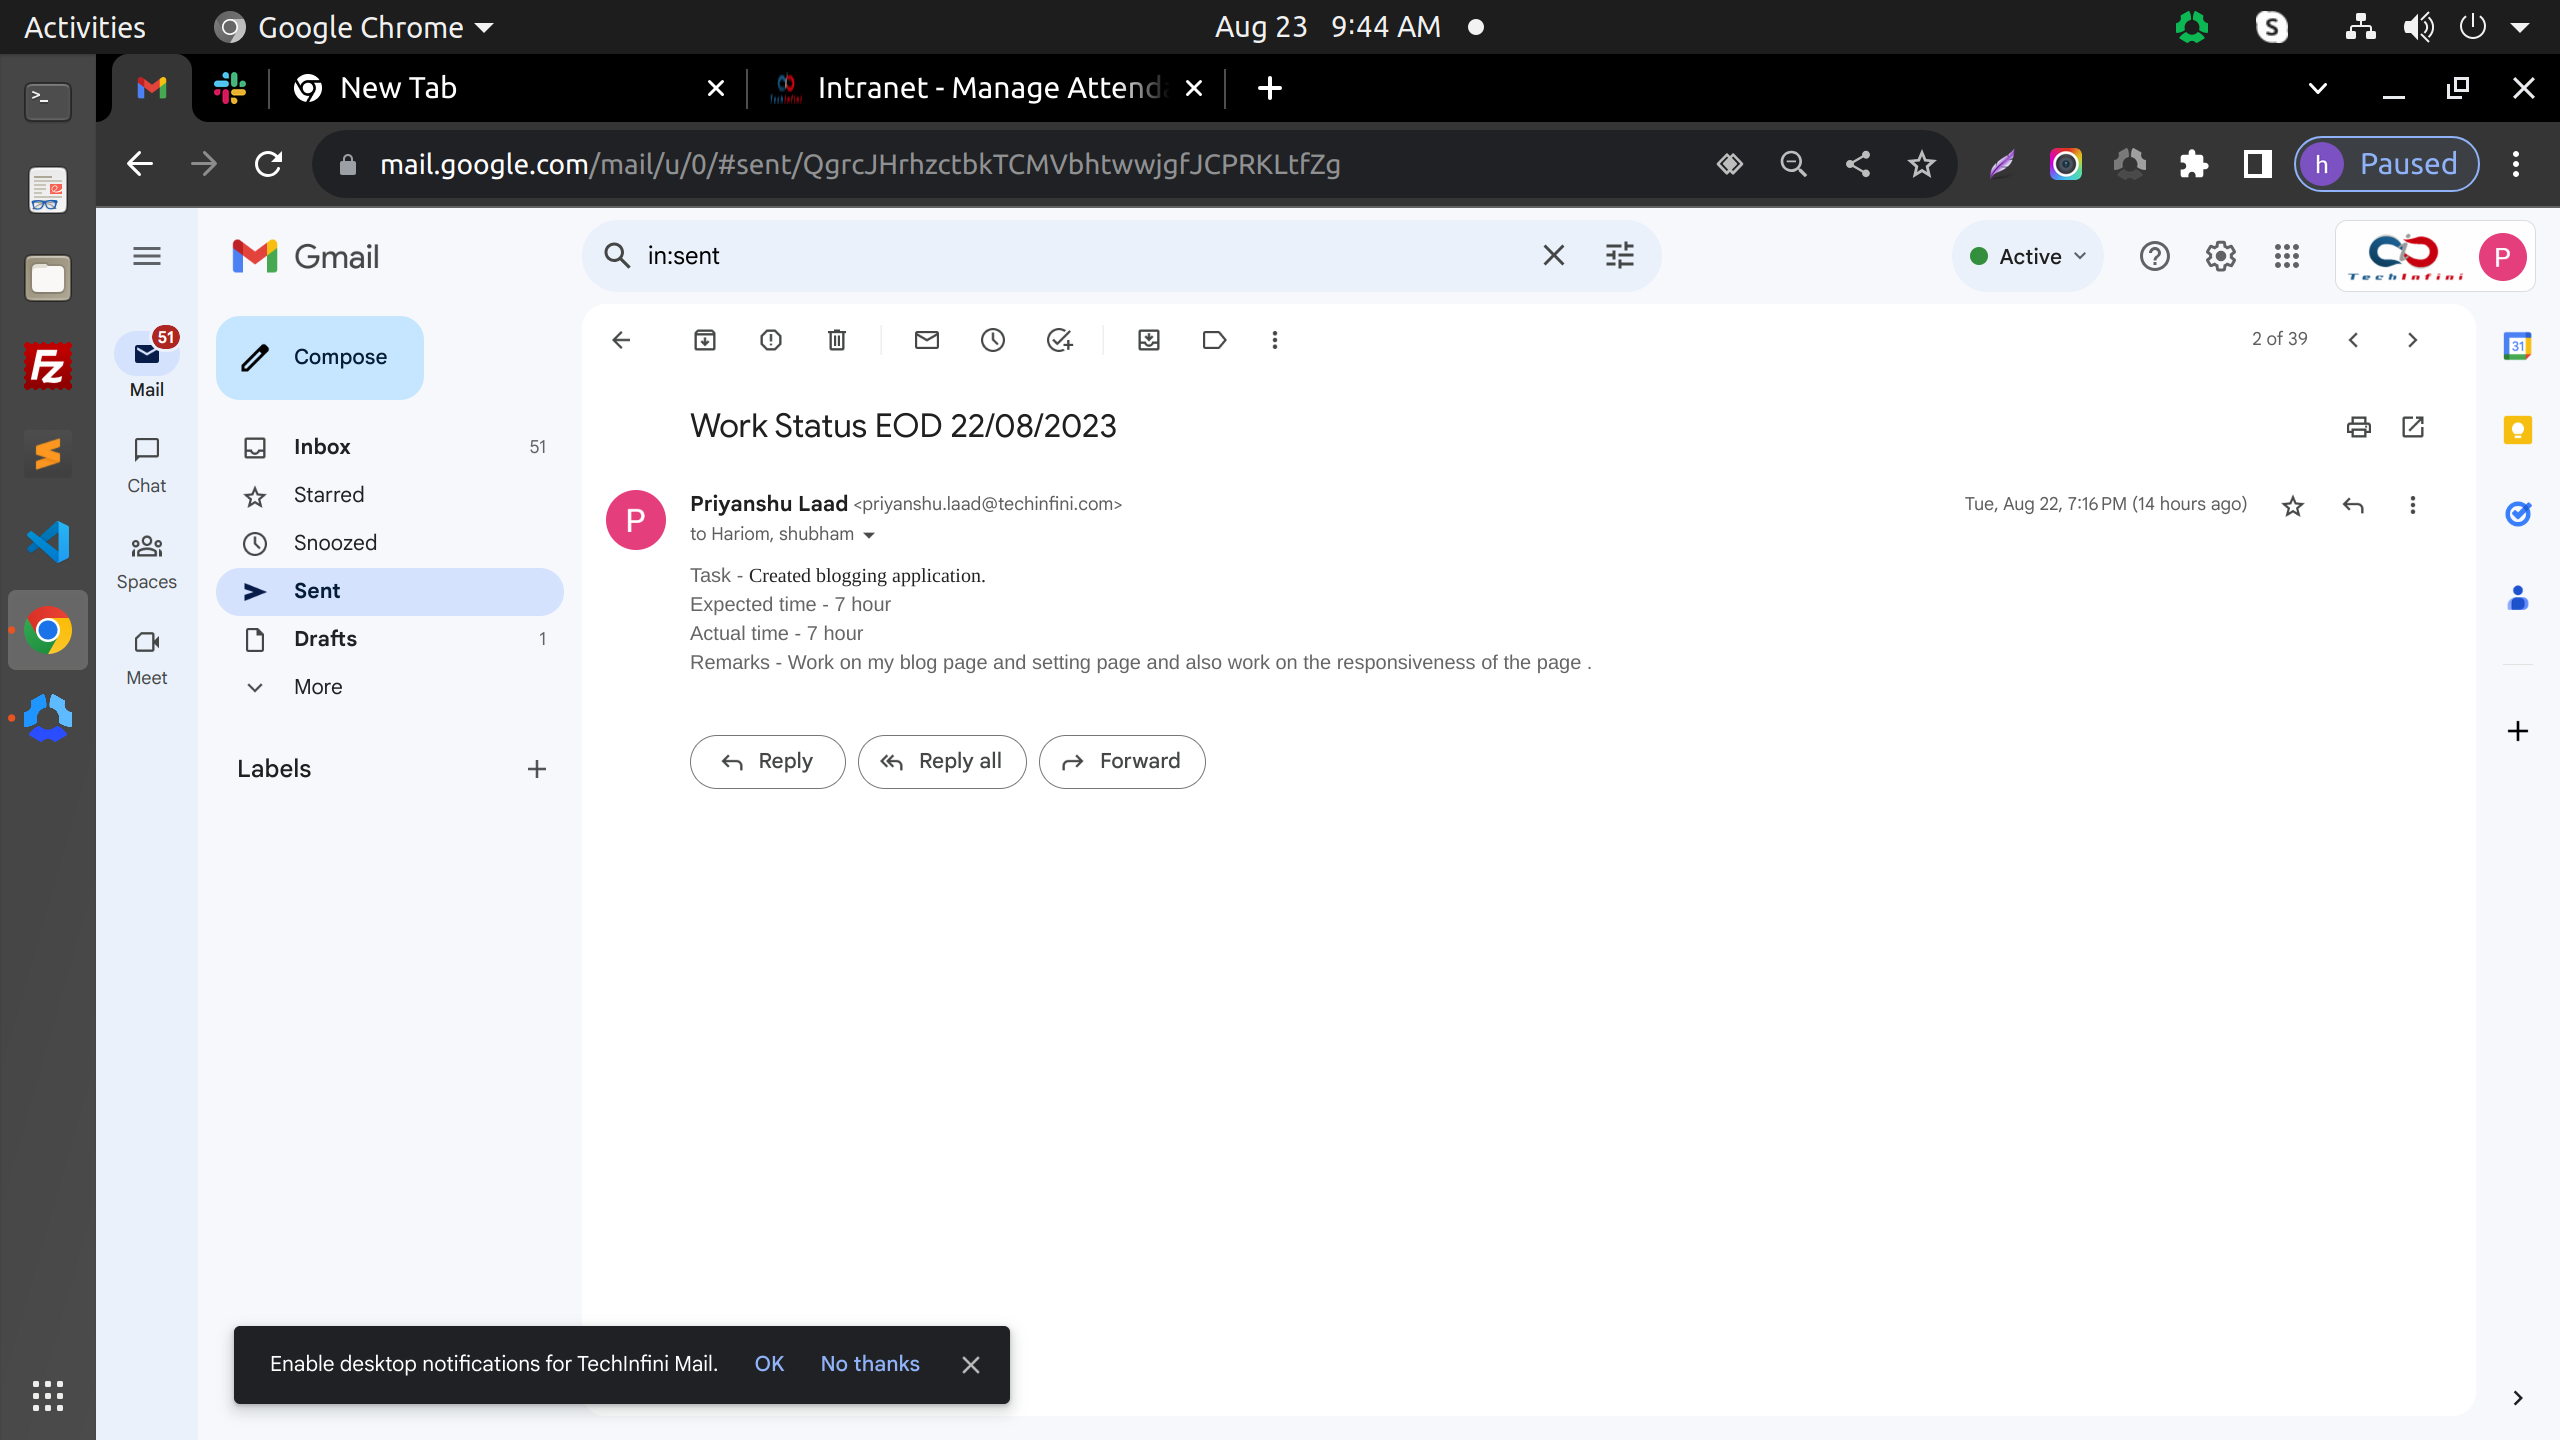 Activities
Google Chrome
Aug 23 9:44 AM
S
New Tab
Intranet - Manage Attenda
mail.google.com/mail/u/0/#sent/QgrcJHrhzctbkTCMVbhtwwjgfJCPRKLtfZg
h Paused
Gmail
in:sent
Active
TechInfini
P
51
Mail
Chat
Spaces
Meet
Compose
Inbox 51
Starred
Snoozed
Sent
Drafts 1
More
Labels
2 of 39
31
Work Status EOD 22/08/2023
P
Priyanshu Laad <priyanshu.laad@techinfini.com>
Tue, Aug 22, 7:16 PM (14 hours ago)
to Hariom, shubham
Task - Created blogging application.
Expected time - 7 hour
Actual time - 7 hour
Remarks - Work on my blog page and setting page and also work on the responsiveness of the page .
Reply
Reply all
Forward
Enable desktop notifications for TechInfini Mail. OK No thanks